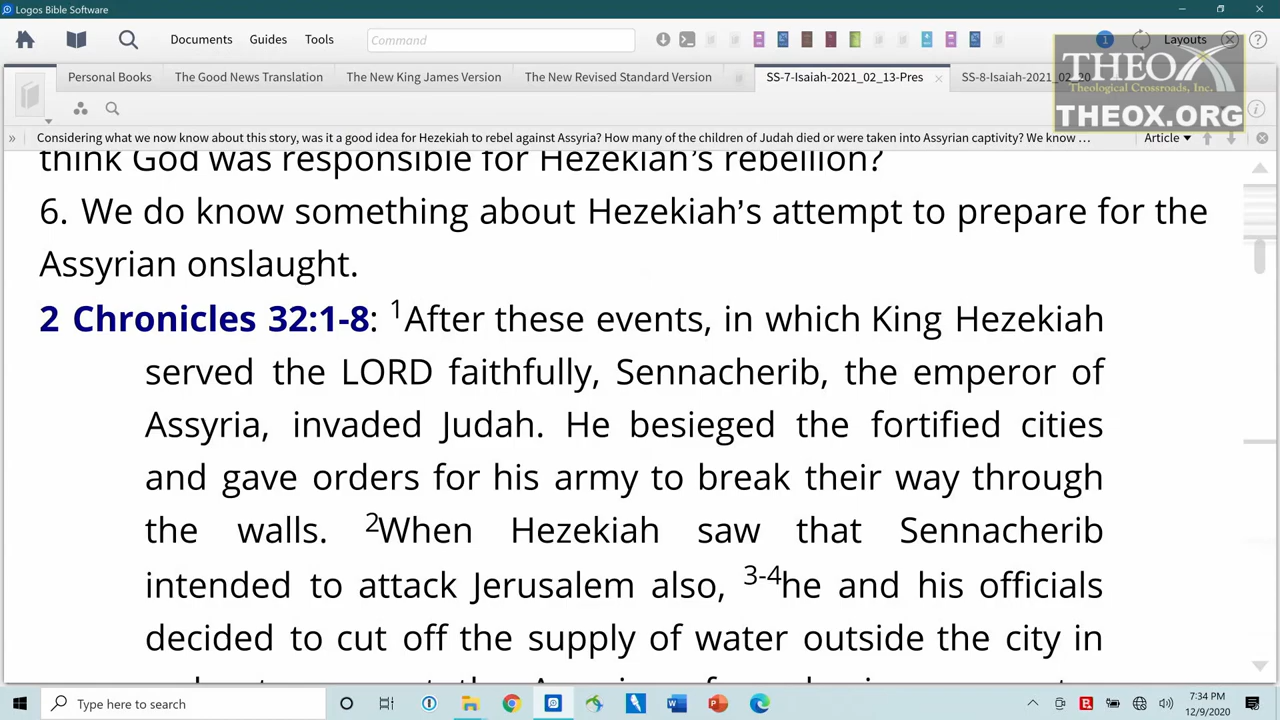 Logos Bible Software
Documents Guides Tools Command 1 Layouts
THEOX
Theological Crossroads, Inc.
THEOX.ORG
Personal Books The Good News Translation The New King James Version The New Revised Standard Version SS-7-Isaiah-2021_02_13-Pres SS-8-Isaiah-2021_02_20
Considering what we now know about this story, was it a good idea for Hezekiah to rebel against Assyria? How many of the children of Judah died or were taken into Assyrian captivity? We know ... Article
think God was responsible for Hezekiah's rebellion?
6. We do know something about Hezekiah's attempt to prepare for the
Assyrian onslaught.
2 Chronicles 32:1-8: 1After these events, in which King Hezekiah
served the LORD faithfully, Sennacherib, the emperor of
Assyria, invaded Judah. He besieged the fortified cities
and gave orders for his army to break their way through
the walls. 2When Hezekiah saw that Sennacherib
intended to attack Jerusalem also, 3-4he and his officials
decided to cut off the supply of water outside the city in
Type here to search
7:34 PM
12/9/2020